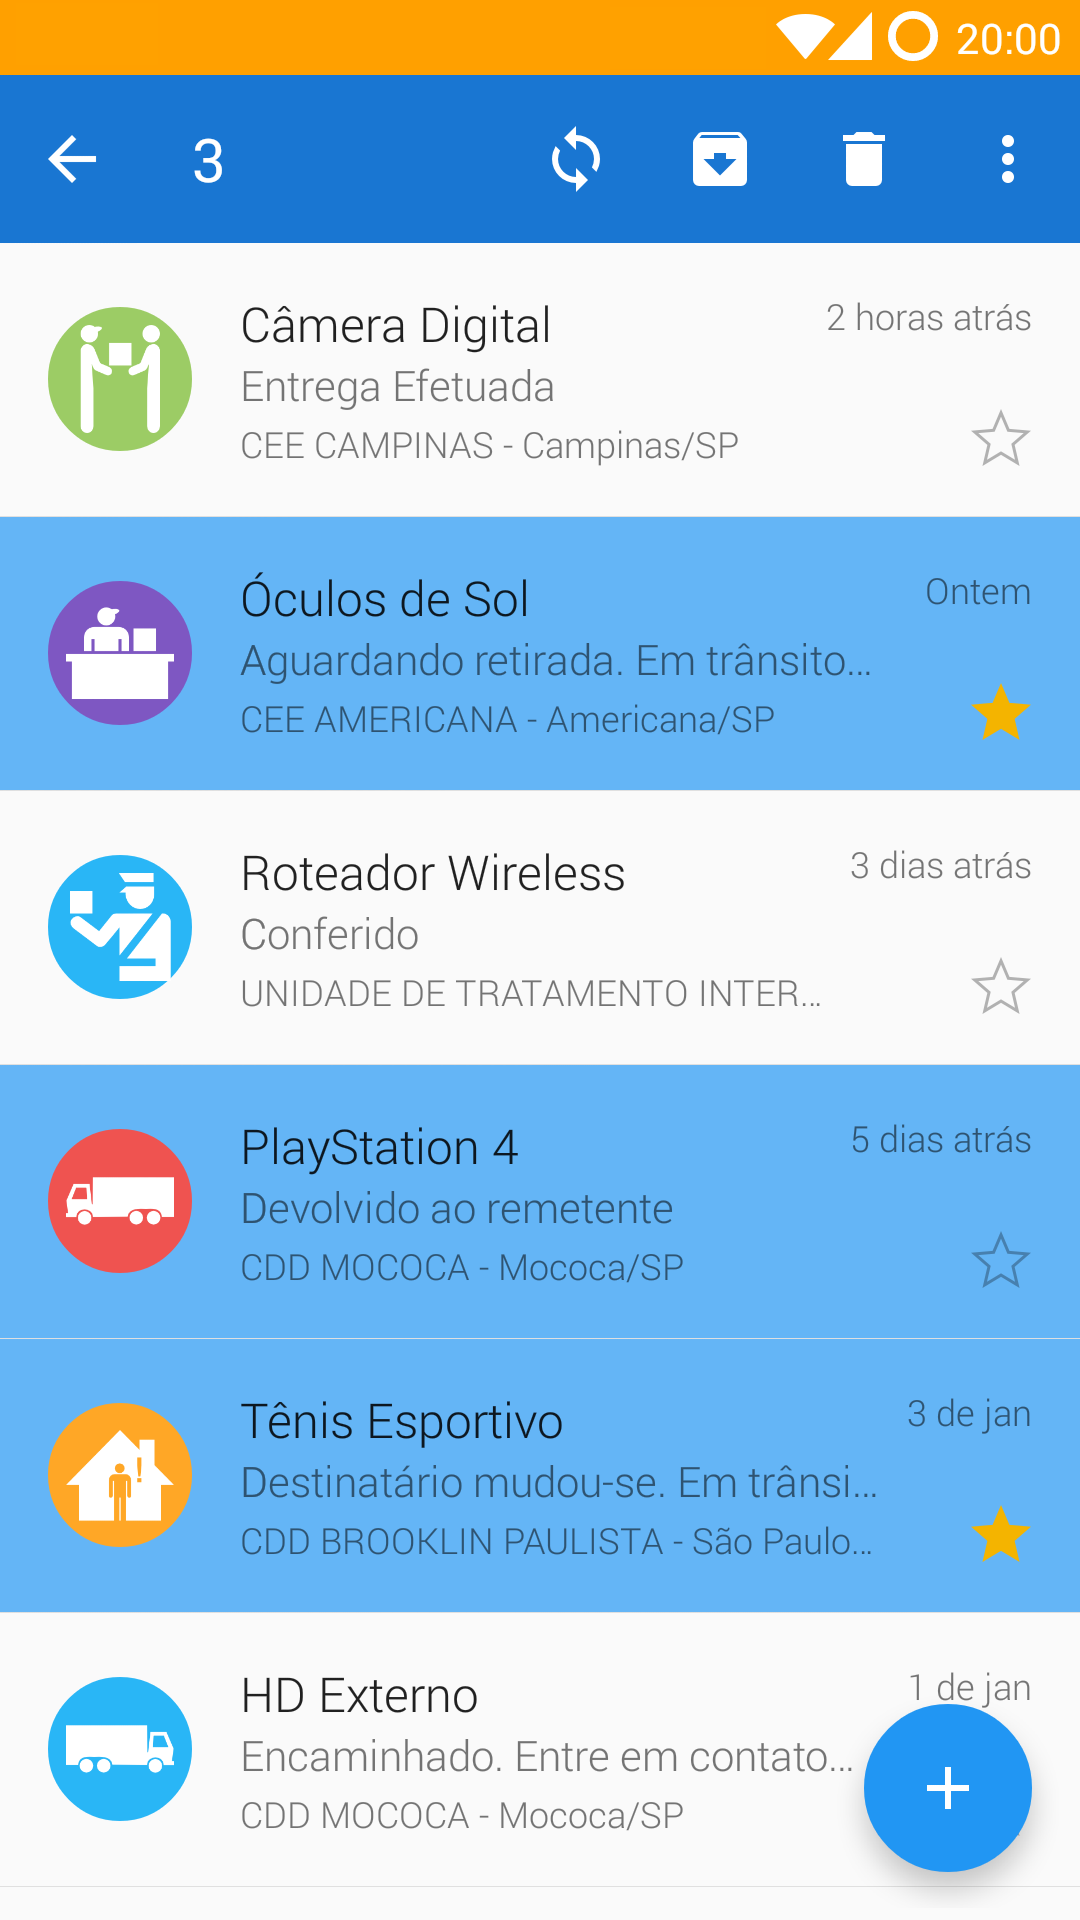 20:00
3
Câmera Digital
2 horas atrás
Entrega Efetuada
CEE CAMPINAS - Campinas/SP
Óculos de Sol
Ontem
Aguardando retirada. Em trânsito...
CEE AMERICANA - Americana/SP
Roteador Wireless
3 dias atrás
Conferido
UNIDADE DE TRATAMENTO INTER...
PlayStation 4
5 dias atrás
Devolvido ao remetente
CDD MOCOCA - Mococa/SP
Tênis Esportivo
3 de jan
Destinatário mudou-se. Em trânsi...
CDD BROOKLIN PAULISTA - São Paulo...
HD Externo
1 de jan
Encaminhado. Entre em contato...
CDD MOCOCA - Mococa/SP